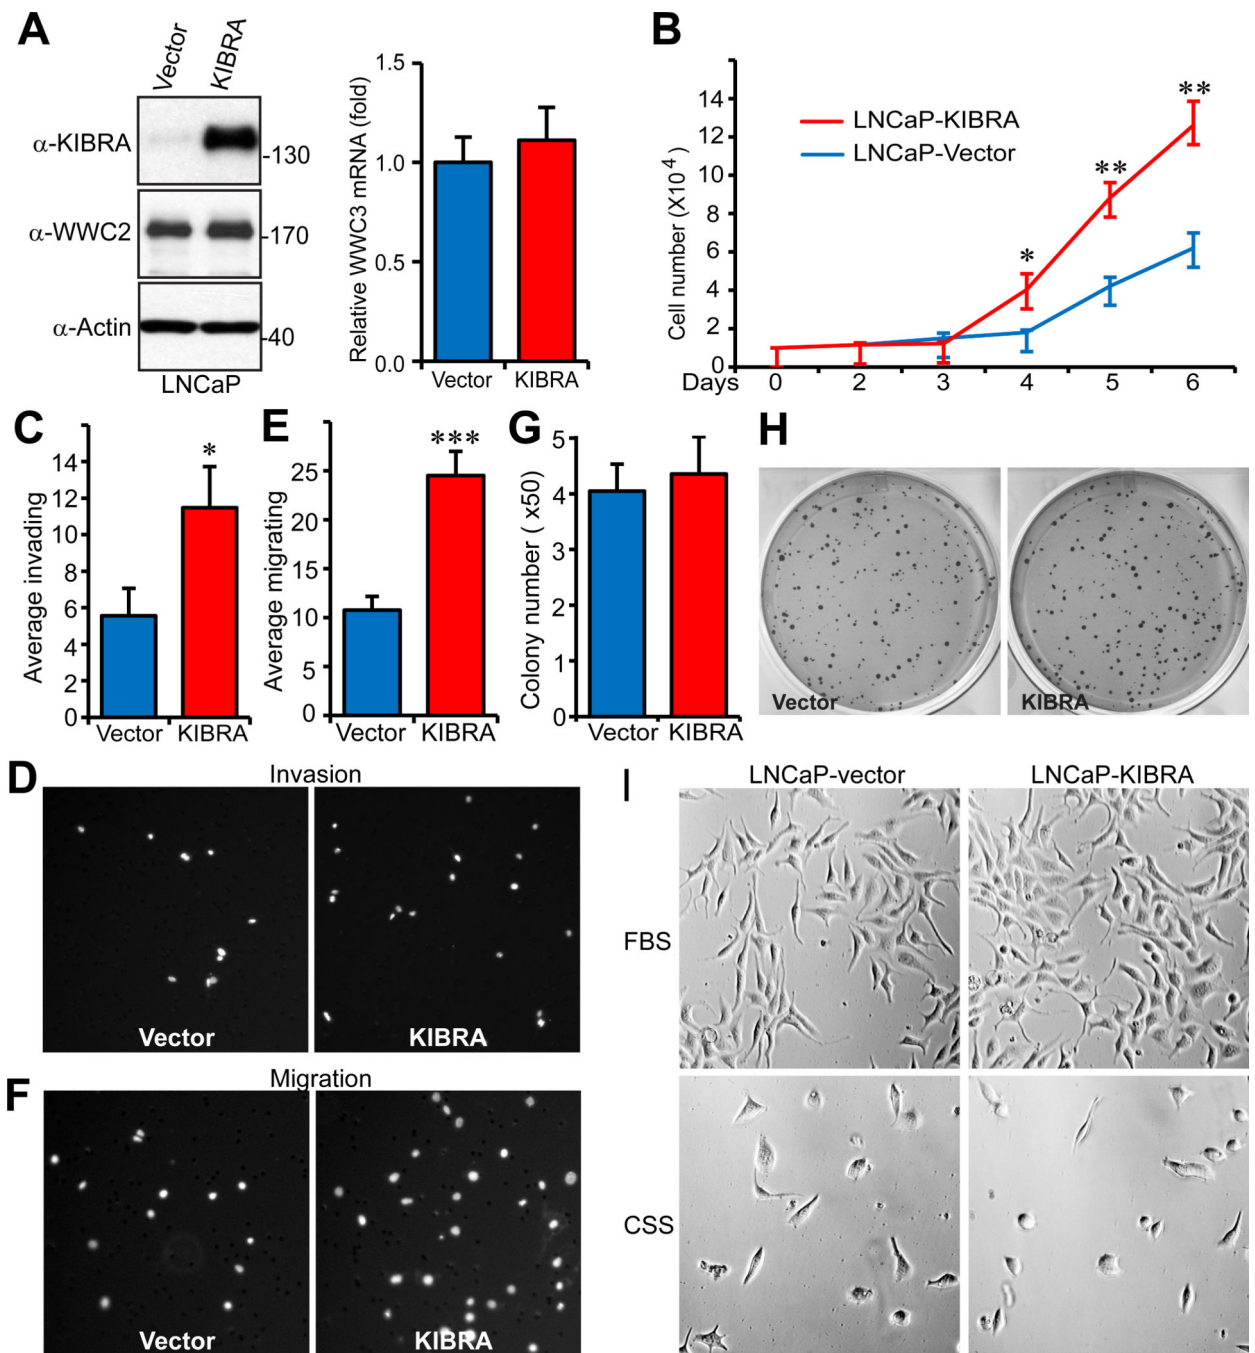 A
Vector
KIBRA
α-KIBRA
-130
α-WWC2
-170
α-Actin
-40
LNCaP
Relative WWC3 mRNA (fold)
1.5
1.0
0.5
0.0
Vector
KIBRA
B
Cell number (X10⁴)
14
12
10
8
6
4
2
0
LNCaP-KIBRA
LNCaP-Vector
*
**
**
Days
0
2
3
4
5
6
C
Average invading
14
12
10
8
6
4
2
0
*
Vector
KIBRA
E
Average migrating
25
20
15
10
5
0
***
Vector
KIBRA
G
Colony number ( x50)
5
4
3
2
1
0
Vector
KIBRA
H
Vector
KIBRA
D
Invasion
Vector
KIBRA
F
Migration
Vector
KIBRA
I
LNCaP-vector
LNCaP-KIBRA
FBS
CSS